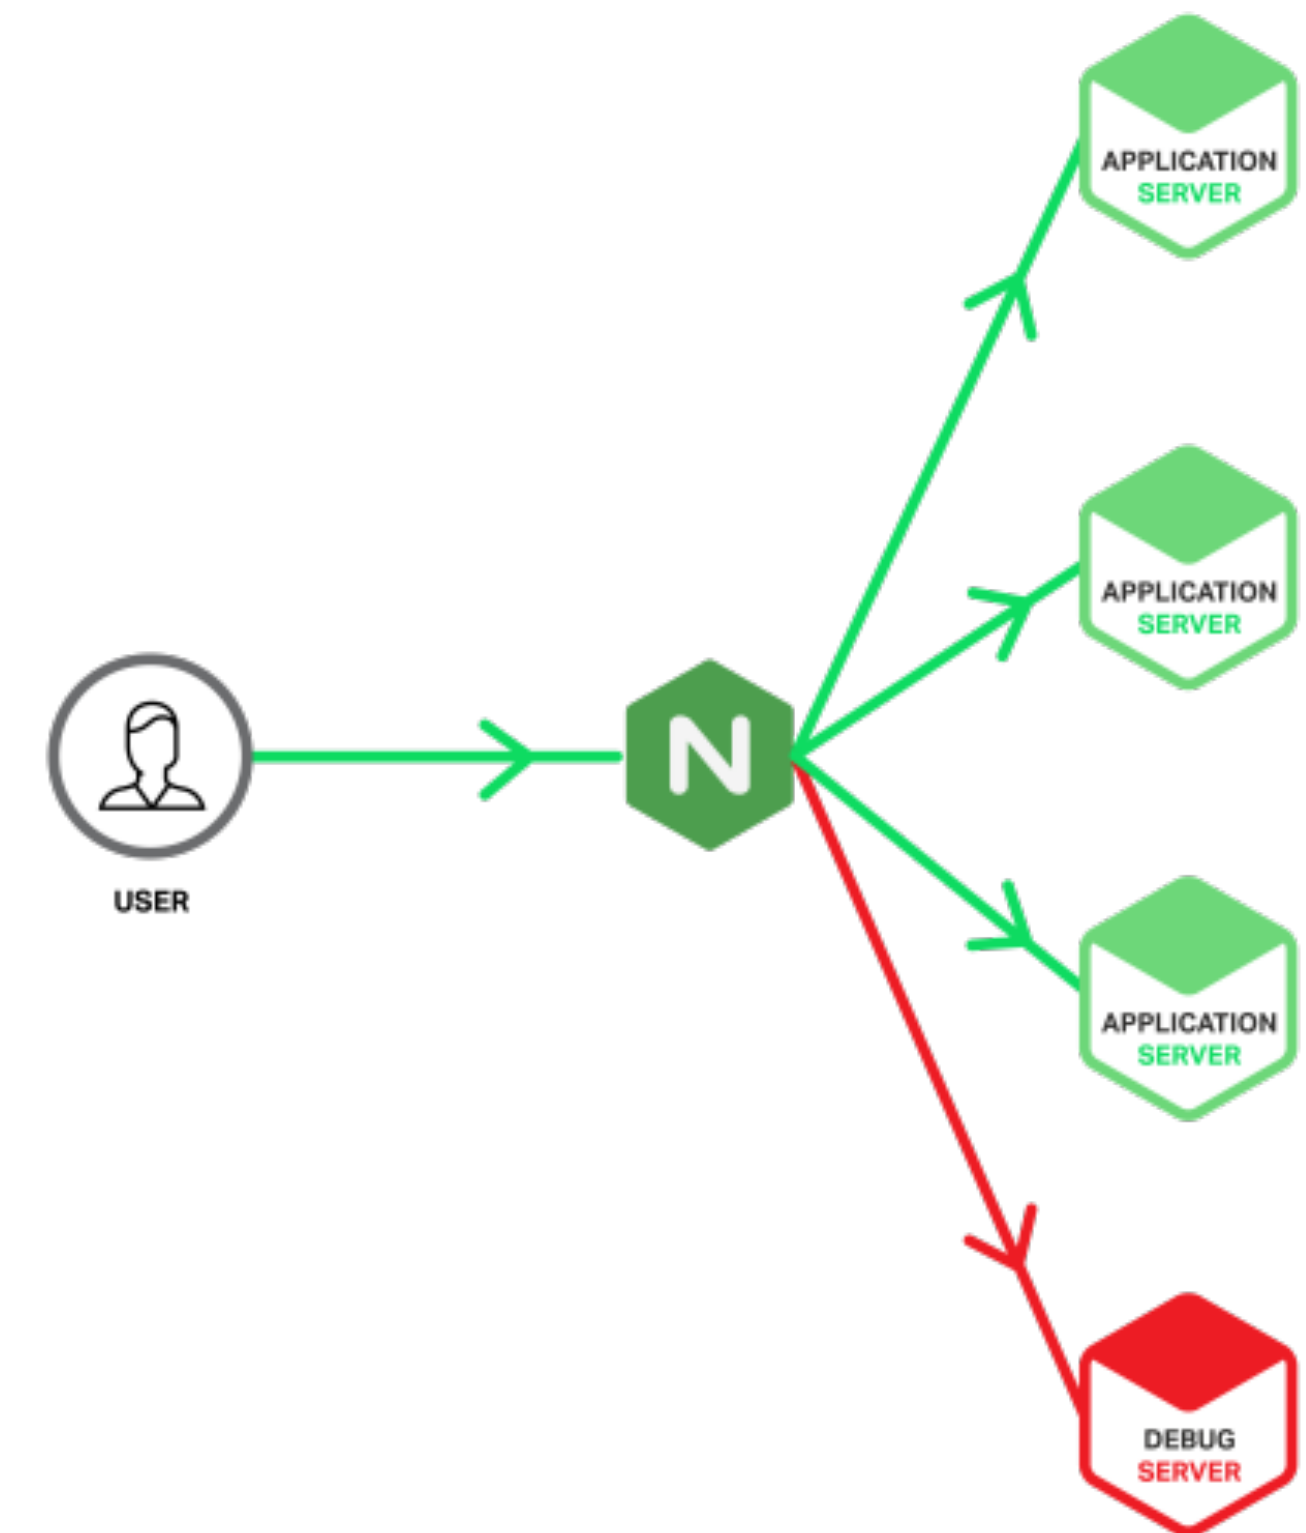 APPLICATION
SERVER
APPLICATION
SERVER
N
USER
APPLICATION
SERVER
DEBUG
SERVER